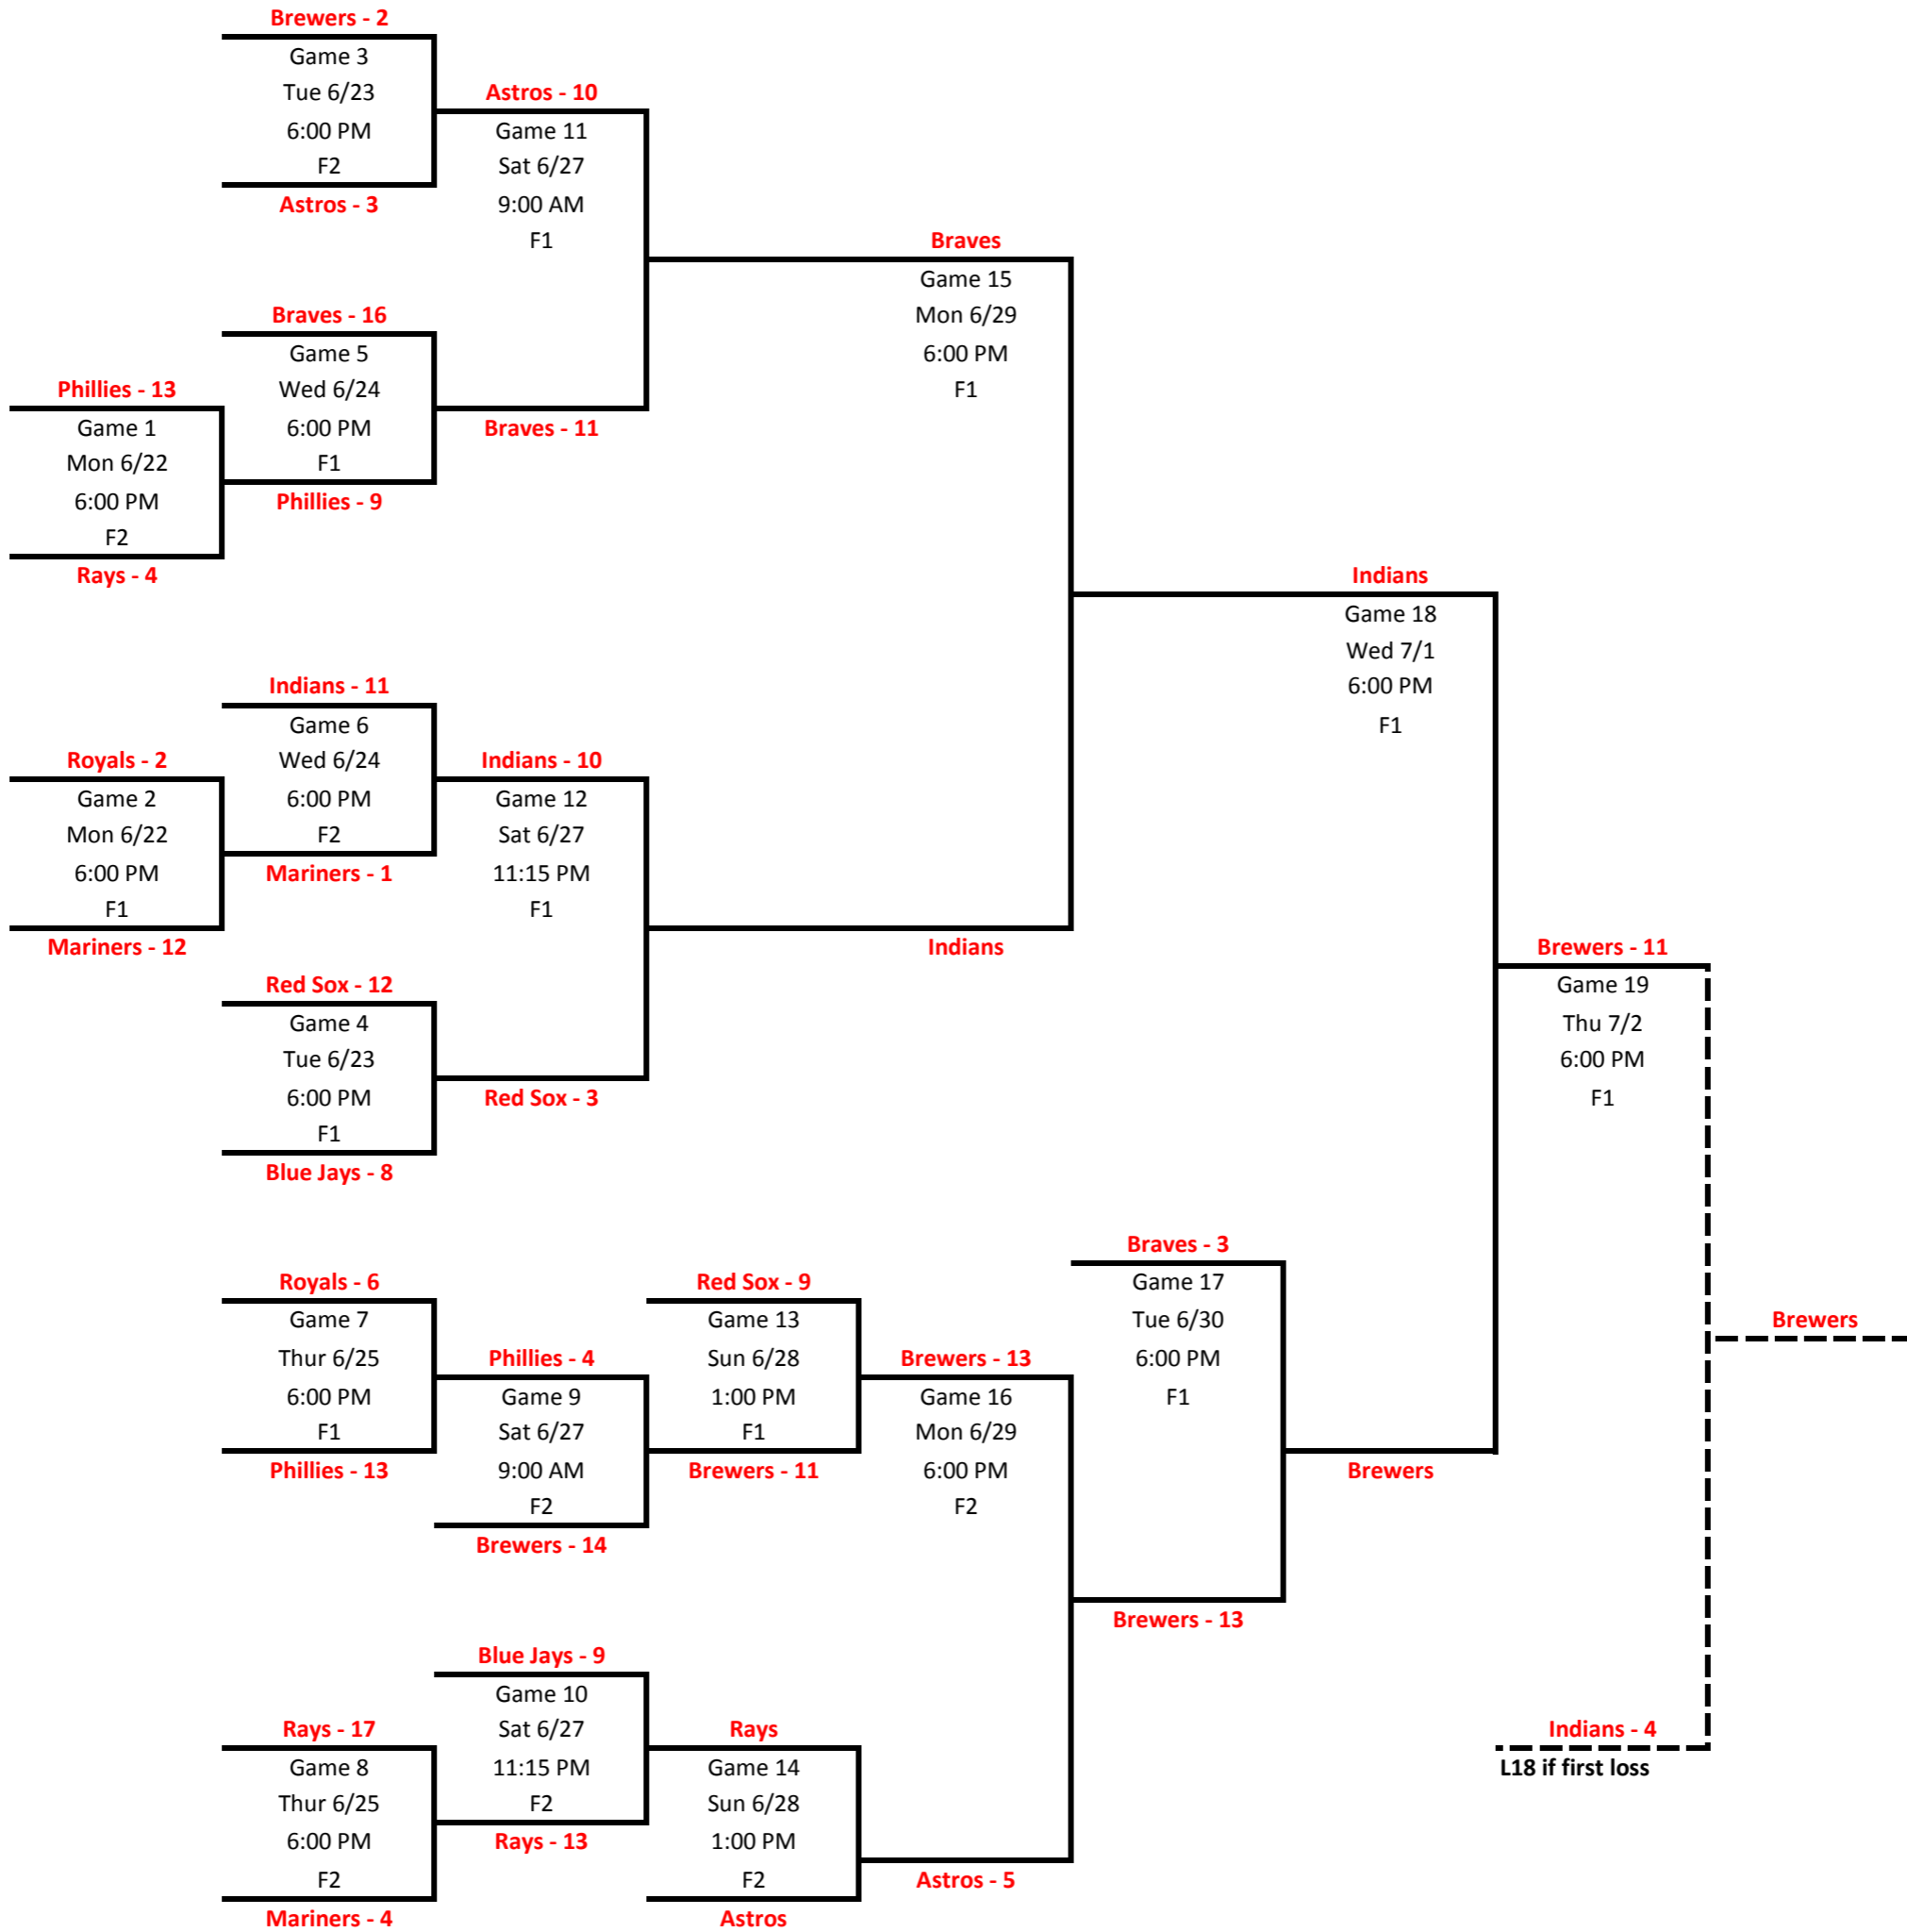 Brewers - 2
Game 3
Tue 6/23
6:00 PM
F2
Astros - 3
Astros - 10
Game 11
Sat 6/27
9:00 AM
F1
Braves - 11
Braves - 16
Game 5
Wed 6/24
6:00 PM
F1
Phillies - 9
Phillies - 13
Game 1
Mon 6/22
6:00 PM
F2
Rays - 4
Braves
Game 15
Mon 6/29
6:00 PM
F1
Indians
Indians - 11
Game 6
Wed 6/24
6:00 PM
F2
Mariners - 1
Royals - 2
Game 2
Mon 6/22
6:00 PM
F1
Mariners - 12
Indians - 10
Game 12
Sat 6/27
11:15 PM
F1
Red Sox - 3
Red Sox - 12
Game 4
Tue 6/23
6:00 PM
F1
Blue Jays - 8
Indians
Game 18
Wed 7/1
6:00 PM
F1
Brewers
Brewers - 11
Game 19
Thu 7/2
6:00 PM
F1
Indians - 4
L18 if first loss
Brewers
Royals - 6
Game 7
Thur 6/25
6:00 PM
F1
Phillies - 13
Phillies - 4
Game 9
Sat 6/27
9:00 AM
F2
Brewers - 14
Red Sox - 9
Game 13
Sun 6/28
1:00 PM
F1
Brewers - 11
Brewers - 13
Game 16
Mon 6/29
6:00 PM
F2
Astros - 5
Braves - 3
Game 17
Tue 6/30
6:00 PM
F1
Brewers - 13
Blue Jays - 9
Game 10
Sat 6/27
11:15 PM
F2
Rays - 13
Rays - 17
Game 8
Thur 6/25
6:00 PM
F2
Mariners - 4
Rays
Game 14
Sun 6/28
1:00 PM
F2
Astros